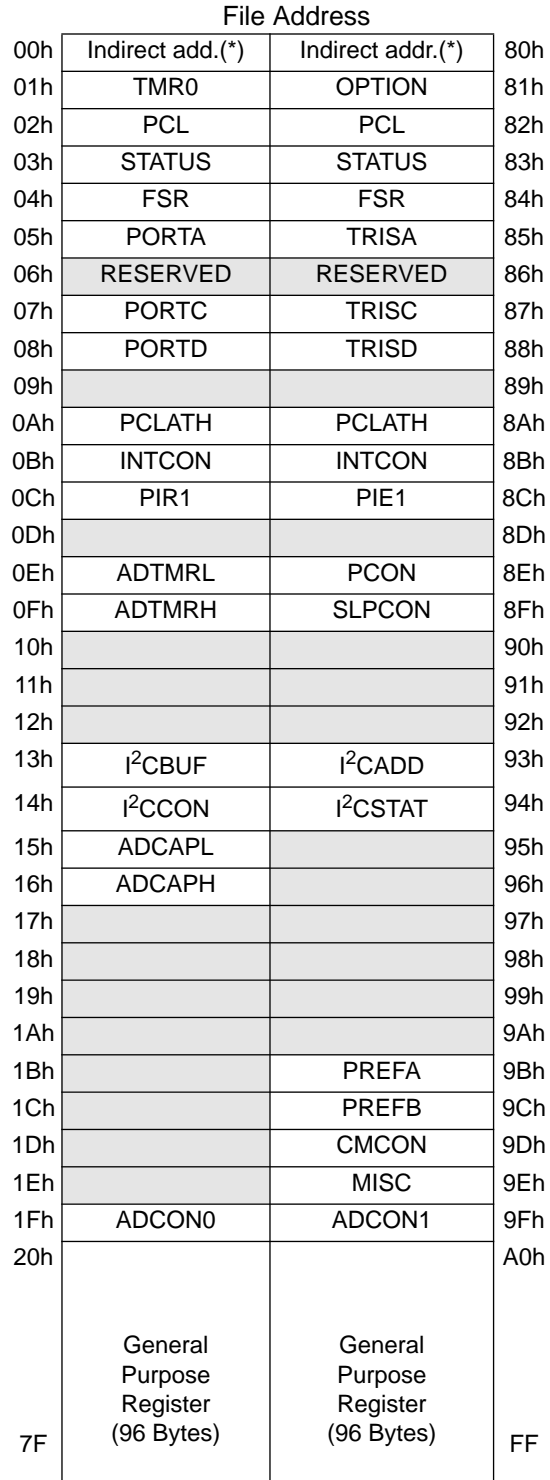 File Address
00h Indirect add.(*) Indirect addr.(*) 80h
01h TMR0 OPTION 81h
02h PCL PCL 82h
03h STATUS STATUS 83h
04h FSR FSR 84h
05h PORTA TRISA 85h
06h RESERVED RESERVED 86h
07h PORTC TRISC 87h
08h PORTD TRISD 88h
09h 89h
0Ah PCLATH PCLATH 8Ah
0Bh INTCON INTCON 8Bh
0Ch PIR1 PIE1 8Ch
0Dh 8Dh
0Eh ADTMRL PCON 8Eh
0Fh ADTMRH SLPCON 8Fh
10h 90h
11h 91h
12h 92h
13h I²CBUF I²CADD 93h
14h I²CCON I²CSTAT 94h
15h ADCAPL 95h
16h ADCAPH 96h
17h 97h
18h 98h
19h 99h
1Ah 9Ah
1Bh PREFA 9Bh
1Ch PREFB 9Ch
1Dh CMCON 9Dh
1Eh MISC 9Eh
1Fh ADCON0 ADCON1 9Fh
20h A0h
General General
Purpose Purpose
Register Register
7F (96 Bytes) (96 Bytes) FF